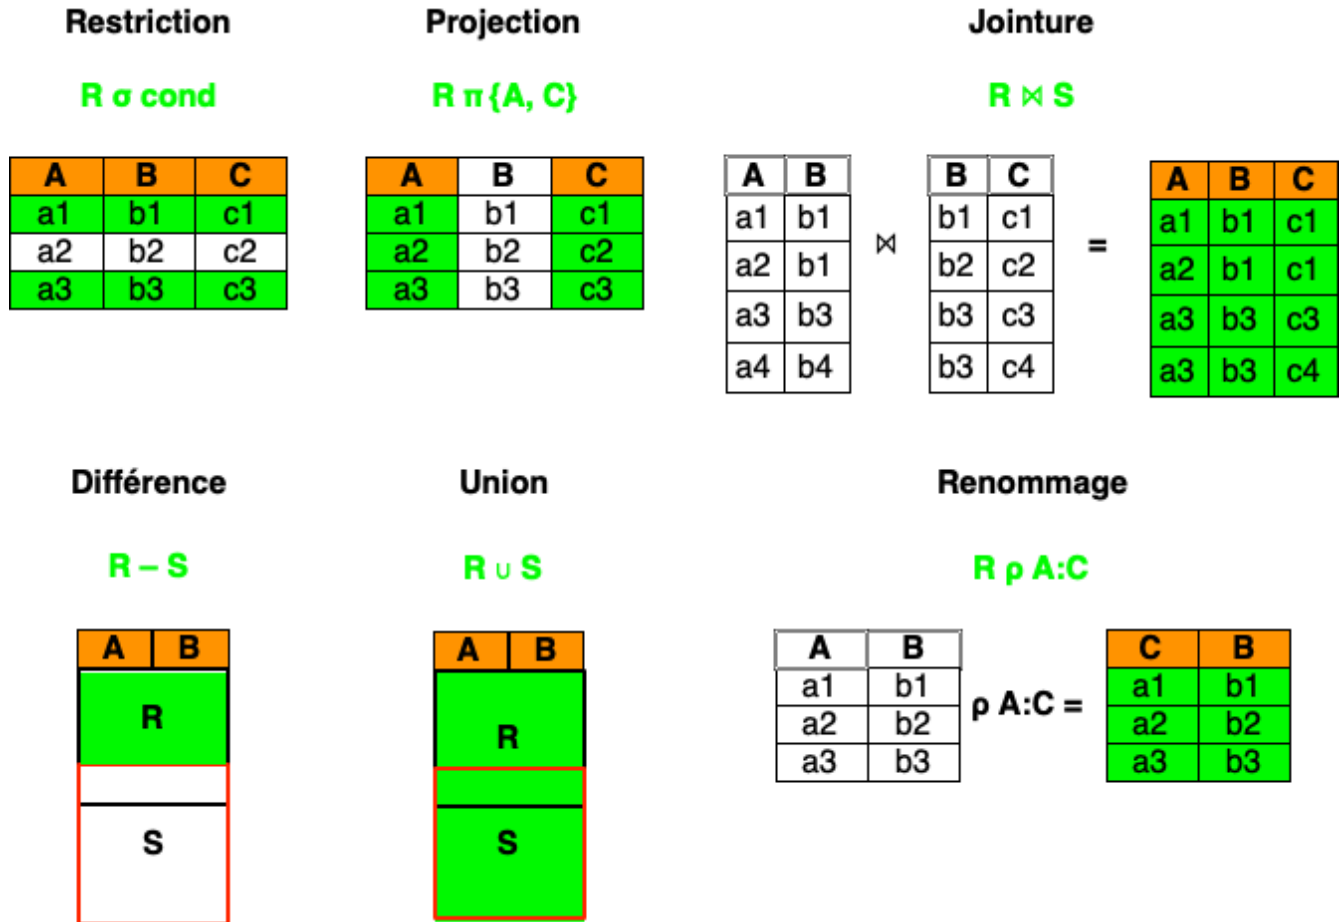 Restriction
R σ cond
A B C
a1 b1 c1
a2 b2 c2
a3 b3 c3
Projection
R π {A, C}
A B C
a1 b1 c1
a2 b2 c2
a3 b3 c3
Jointure
R ⋈ S
A B
a1 b1
a2 b1
a3 b3
a4 b4
⋈
B C
b1 c1
b2 c2
b3 c3
b3 c4
=
A B C
a1 b1 c1
a2 b1 c1
a3 b3 c3
a3 b3 c4
Différence
R – S
A B
R
S
Union
R ∪ S
A B
R
S
Renommage
R ρ A:C
A B
a1 b1
a2 b2
a3 b3
ρ A:C =
C B
a1 b1
a2 b2
a3 b3